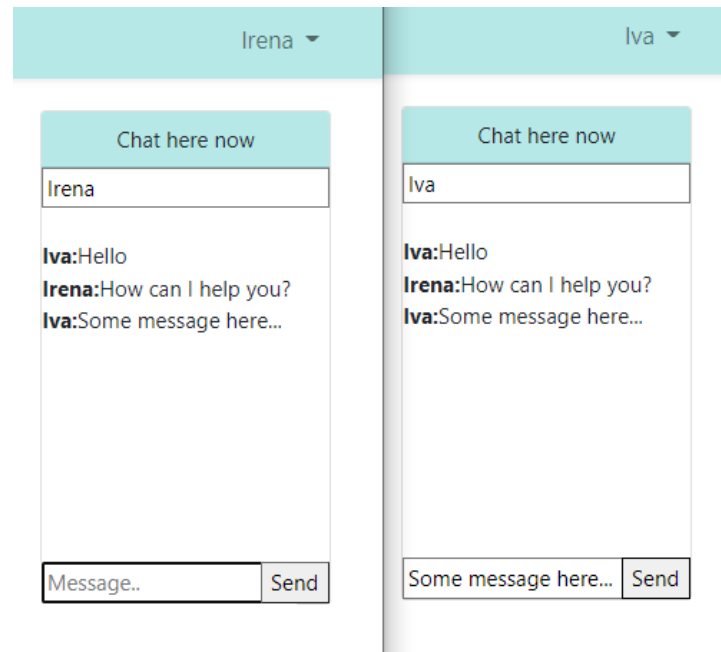 Irena
Chat here now
Irena
Iva:Hello
Irena:How can I help you?
Iva:Some message here...
Message..
Send
Iva
Chat here now
Iva
Iva:Hello
Irena:How can I help you?
Iva:Some message here...
Some message here...
Send